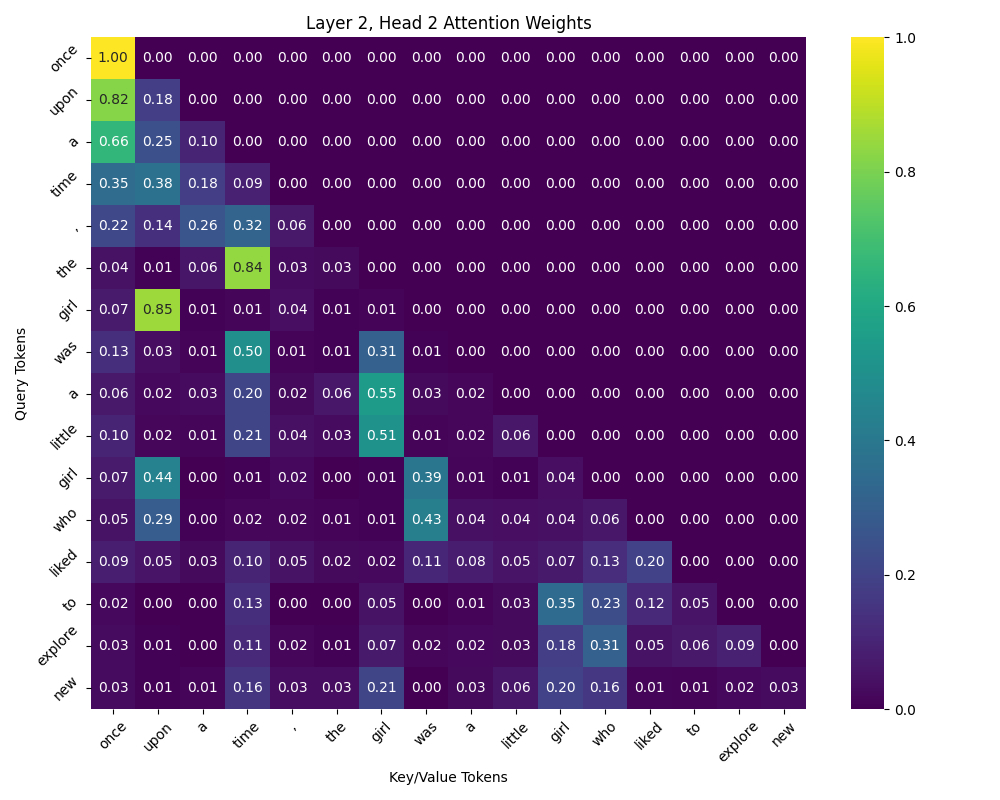 Layer 2, Head 2 Attention Weights
Query Tokens
once 1.00 0.00 0.00 0.00 0.00 0.00 0.00 0.00 0.00 0.00 0.00 0.00 0.00 0.00 0.00 0.00
upon 0.82 0.18 0.00 0.00 0.00 0.00 0.00 0.00 0.00 0.00 0.00 0.00 0.00 0.00 0.00 0.00
a 0.66 0.25 0.10 0.00 0.00 0.00 0.00 0.00 0.00 0.00 0.00 0.00 0.00 0.00 0.00 0.00
time 0.35 0.38 0.18 0.09 0.00 0.00 0.00 0.00 0.00 0.00 0.00 0.00 0.00 0.00 0.00 0.00
, 0.22 0.14 0.26 0.32 0.06 0.00 0.00 0.00 0.00 0.00 0.00 0.00 0.00 0.00 0.00 0.00
the 0.04 0.01 0.06 0.84 0.03 0.03 0.00 0.00 0.00 0.00 0.00 0.00 0.00 0.00 0.00 0.00
girl 0.07 0.85 0.01 0.01 0.04 0.01 0.01 0.00 0.00 0.00 0.00 0.00 0.00 0.00 0.00 0.00
was 0.13 0.03 0.01 0.50 0.01 0.01 0.31 0.01 0.00 0.00 0.00 0.00 0.00 0.00 0.00 0.00
a 0.06 0.02 0.03 0.20 0.02 0.06 0.55 0.03 0.02 0.00 0.00 0.00 0.00 0.00 0.00 0.00
little 0.10 0.02 0.01 0.21 0.04 0.03 0.51 0.01 0.02 0.06 0.00 0.00 0.00 0.00 0.00 0.00
girl 0.07 0.44 0.00 0.01 0.02 0.00 0.01 0.39 0.01 0.01 0.04 0.00 0.00 0.00 0.00 0.00
who 0.05 0.29 0.00 0.02 0.02 0.01 0.01 0.43 0.04 0.04 0.04 0.06 0.00 0.00 0.00 0.00
liked 0.09 0.05 0.03 0.10 0.05 0.02 0.02 0.11 0.08 0.05 0.07 0.13 0.20 0.00 0.00 0.00
to 0.02 0.00 0.00 0.13 0.00 0.05 0.05 0.00 0.01 0.03 0.35 0.23 0.12 0.05 0.00 0.00
explore 0.03 0.01 0.00 0.11 0.02 0.01 0.07 0.02 0.02 0.03 0.18 0.31 0.05 0.06 0.09 0.00
new 0.03 0.01 0.01 0.16 0.03 0.03 0.21 0.00 0.03 0.06 0.20 0.16 0.01 0.01 0.02 0.03
once upon a time , the girl was a little girl who liked to explore new
Key/Value Tokens
1.0
0.8
0.6
0.4
0.2
0.0